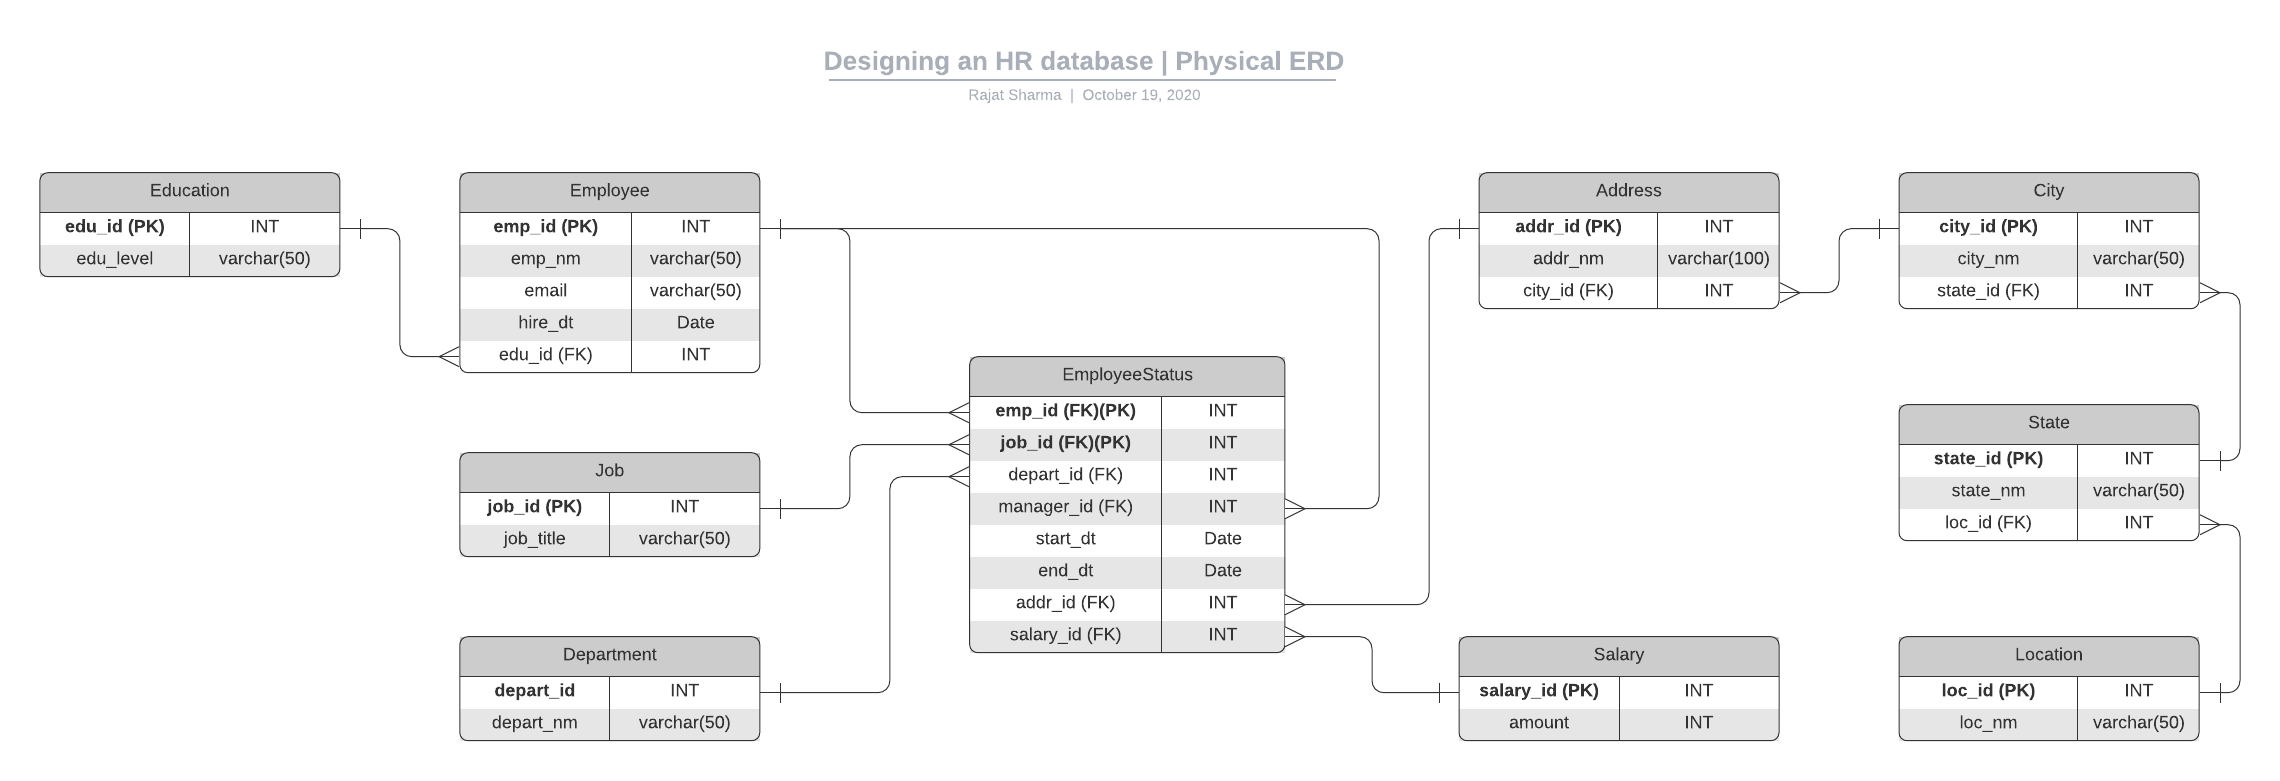 Designing an HR database | Physical ERD
Rajat Sharma | October 19, 2020
Education
edu_id (PK) INT
edu_level varchar(50)
Employee
emp_id (PK) INT
emp_nm varchar(50)
email varchar(50)
hire_dt Date
edu_id (FK) INT
Job
job_id (PK) INT
job_title varchar(50)
Department
depart_id INT
depart_nm varchar(50)
EmployeeStatus
emp_id (FK)(PK) INT
job_id (FK)(PK) INT
depart_id (FK) INT
manager_id (FK) INT
start_dt Date
end_dt Date
addr_id (FK) INT
salary_id (FK) INT
Address
addr_id (PK) INT
addr_nm varchar(100)
city_id (FK) INT
Salary
salary_id (PK) INT
amount INT
City
city_id (PK) INT
city_nm varchar(50)
state_id (FK) INT
State
state_id (PK) INT
state_nm varchar(50)
loc_id (FK) INT
Location
loc_id (PK) INT
loc_nm varchar(50)